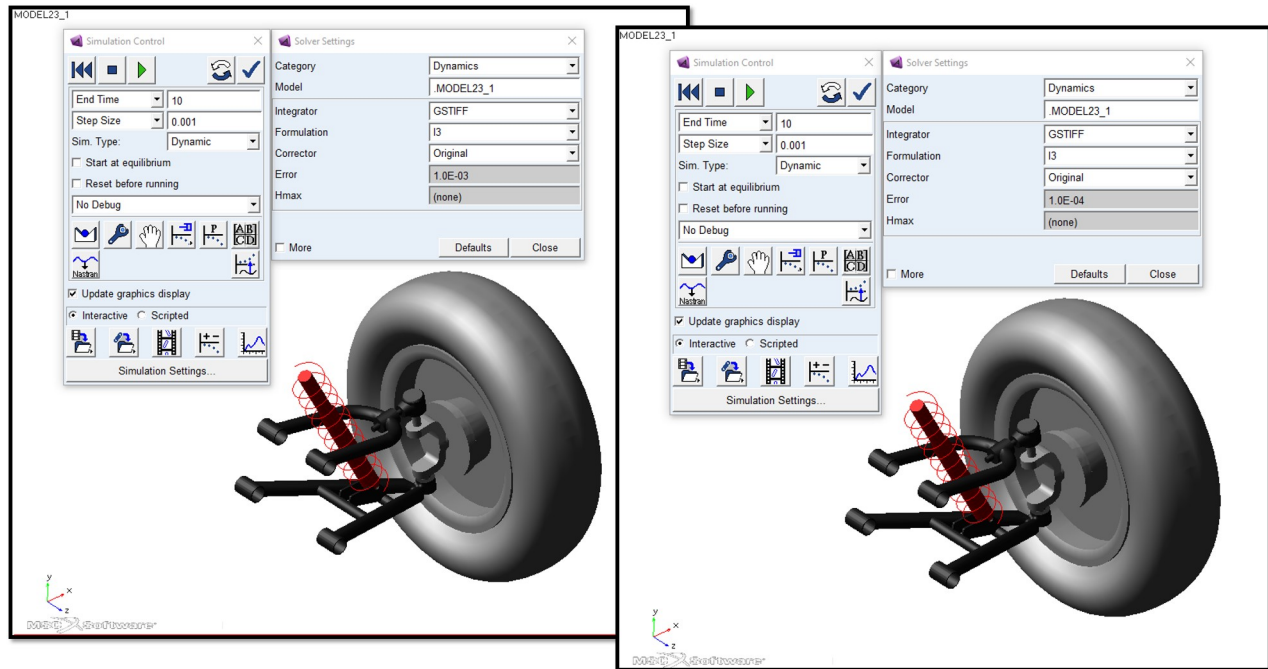 MODEL23_1
Simulation Control
End Time 10
Step Size 0.001
Sim. Type: Dynamic
Start at equilibrium
Reset before running
No Debug
P A B C D
Nastran
Update graphics display
Interactive Scripted
Simulation Settings...
Solver Settings
Category Dynamics
Model .MODEL23_1
Integrator GSTIFF
Formulation I3
Corrector Original
Error 1.0E-03
Hmax (none)
More Defaults Close
y
x
z
MSC Software
MODEL23_1
Simulation Control
End Time 10
Step Size 0.001
Sim. Type: Dynamic
Start at equilibrium
Reset before running
No Debug
P A B C D
Nastran
Update graphics display
Interactive Scripted
Simulation Settings...
Solver Settings
Category Dynamics
Model .MODEL23_1
Integrator GSTIFF
Formulation I3
Corrector Original
Error 1.0E-04
Hmax (none)
More Defaults Close
y
x
z
MSC Software